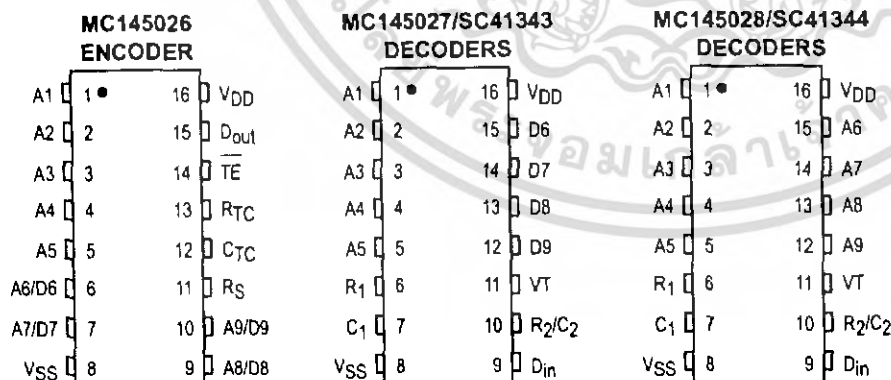 MC145026
ENCODER
A1 1 16 VDD
A2 2 15 Dout
A3 3 14 TE
A4 4 13 RTC
A5 5 12 CTC
A6/D6 6 11 RS
A7/D7 7 10 A9/D9
VSS 8 9 A8/D8
MC145027/SC41343
DECODERS
A1 1 16 VDD
A2 2 15 D6
A3 3 14 D7
A4 4 13 D8
A5 5 12 D9
R1 6 11 VT
C1 7 10 R2/C2
VSS 8 9 Din
MC145028/SC41344
DECODERS
A1 1 16 VDD
A2 2 15 A6
A3 3 14 A7
A4 4 13 A8
A5 5 12 A9
R1 6 11 VT
C1 7 10 R2/C2
VSS 8 9 Din